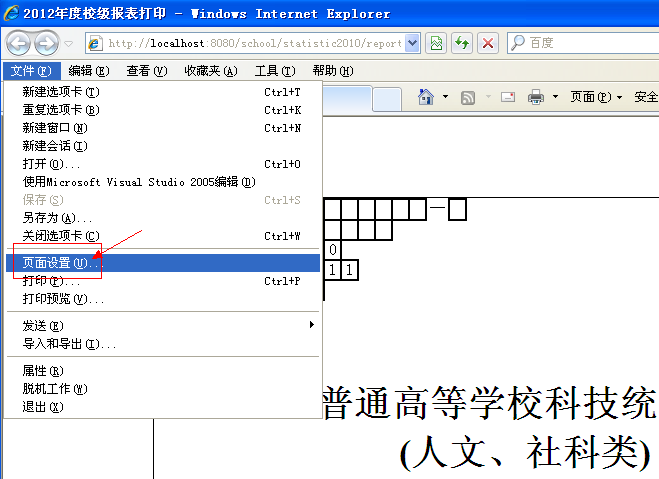 2012年度校级报表打印 - Windows Internet Explorer
http://localhost:8080/school/statistic2010/report
百度
文件(F) 编辑(E) 查看(V) 收藏夹(A) 工具(T) 帮助(H)
页面(P) 安全
新建选项卡(T) Ctrl+T
重复选项卡(B) Ctrl+K
新建窗口(N) Ctrl+N
新建会话(I)
打开(O)... Ctrl+O
使用Microsoft Visual Studio 2005编辑(D)
保存(S) Ctrl+S
另存为(A)...
关闭选项卡(C) Ctrl+W
页面设置(U)...
打印(P)... Ctrl+P
打印预览(V)...
发送(E)
导入和导出(I)...
属性(R)
脱机工作(W)
退出(X)
—
0
1 1
普通高等学校科技统
(人文、社科类)